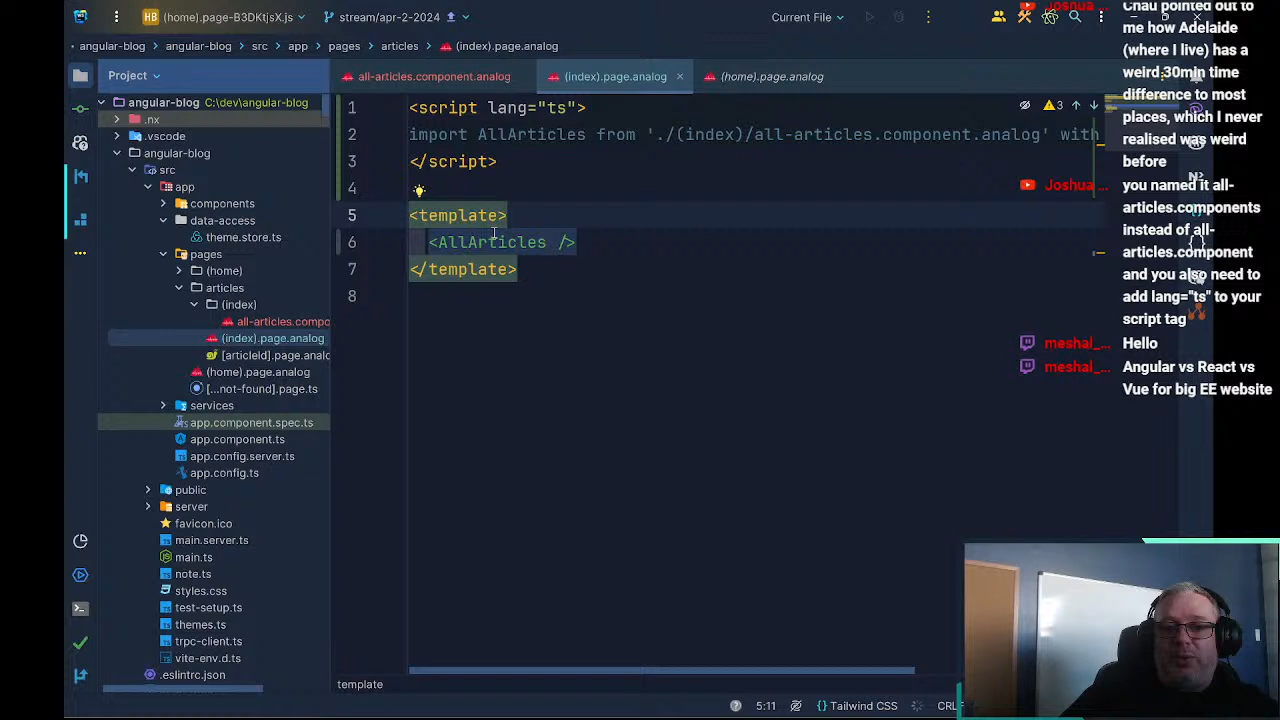 HB (home).page-B3DKtjsX.js
stream/apr-2-2024
Current File
angular-blog
angular-blog
src
app
pages
articles
(index).page.analog
Project
all-articles.component.analog
(index).page.analog
(home).page.analog
angular-blog C:\dev\angular-blog
.nx
.vscode
angular-blog
src
app
components
data-access
theme.store.ts
pages
(home)
articles
(index)
all-articles.compo
(index).page.analog
[articleId].page.analo
(home).page.analog
[...not-found].page.ts
services
app.component.spec.ts
app.component.ts
app.config.server.ts
app.config.ts
public
server
favicon.ico
main.server.ts
main.ts
note.ts
styles.css
test-setup.ts
themes.ts
trpc-client.ts
vite-env.d.ts
.eslintrc.json
1 <script lang="ts">
2 import AllArticles from './(index)/all-articles.component.analog' with
3 </script>
4
5 <template>
6 <AllArticles />
7 </template>
8
3
template
5:11
{} Tailwind CSS
CRL
Joshua
Chau pointed out to
me how Adelaide
(where I live) has a
weird 30min time
difference to most
places, which I never
realised was weird
before
Joshua
you named it all-
articles.components
instead of all-
articles.component
and you also need to
add lang="ts" to your
script tag
meshal_... Hello
meshal_... Angular vs React vs
Vue for big EE website